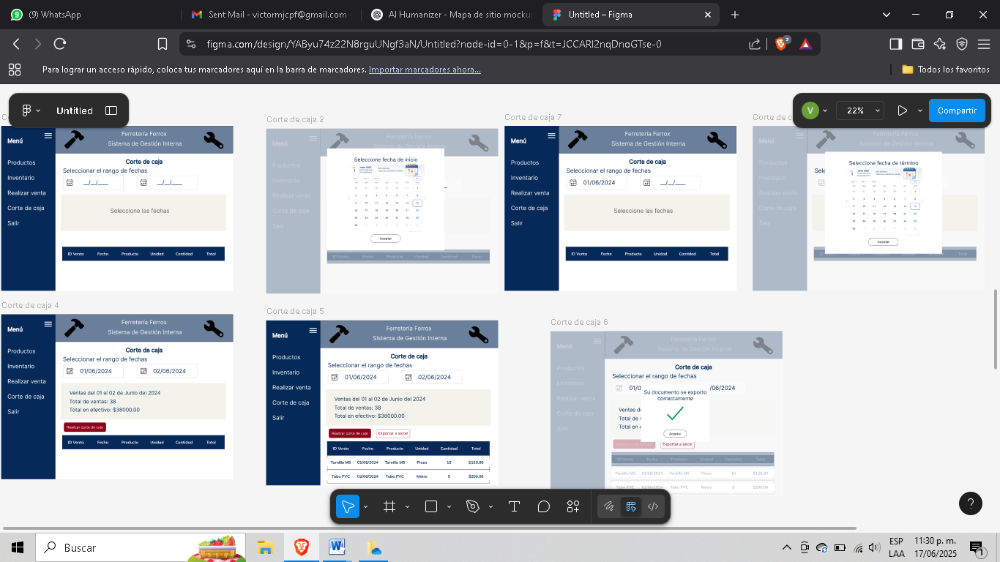 (9) WhatsApp
Sent Mail - victormjcpf@gmail.com -
AI Humanizer - Mapa de sitio mocku
Untitled – Figma
figma.com/design/YAByu74z22N8rguUNgf3aN/Untitled?node-id=0-1&p=f&t=JCCARl2nqDnoGTse-0
2
Para lograr un acceso rápido, coloca tus marcadores aquí en la barra de marcadores. Importar marcadores ahora...
Todos los favoritos
Untitled
V
22%
Compartir
Corte de caja 2
Corte de caja 7
Menú
Productos
Inventario
Realizar venta
Corte de caja
Salir
Ferretería Ferrox
Sistema de Gestión Interna
Corte de caja
Seleccionar el rango de fechas
__/__/____
__/__/____
Seleccione las fechas
ID Venta Fecha Producto Unidad Cantidad Total
Menú
Productos
Inventario
Realizar venta
Corte de caja
Salir
Ferretería Ferrox
Sistema de Gestión Interna
Seleccione fecha de inicio
Junio 2025
Aceptar
ID Venta Fecha Producto Unidad Cantidad Total
Menú
Productos
Inventario
Realizar venta
Corte de caja
Salir
Ferretería Ferrox
Sistema de Gestión Interna
Corte de caja
Seleccionar el rango de fechas
01/06/2024
__/__/____
Seleccione las fechas
ID Venta Fecha Producto Unidad Cantidad Total
Menú
Productos
Inventario
Realizar venta
Corte de caja
Salir
Seleccione fecha de término
Junio 2025
Aceptar
Corte de caja 4
Menú
Productos
Inventario
Realizar venta
Corte de caja
Salir
Ferretería Ferrox
Sistema de Gestión Interna
Corte de caja
Seleccionar el rango de fechas
01/06/2024
02/06/2024
Ventas del 01 al 02 de Junio del 2024
Total de ventas: 38
Total en efectivo: $38000.00
Realizar corte de caja
ID Venta Fecha Producto Unidad Cantidad Total
Corte de caja 5
Menú
Productos
Inventario
Realizar venta
Corte de caja
Salir
Ferretería Ferrox
Sistema de Gestión Interna
Corte de caja
Seleccionar el rango de fechas
01/06/2024
02/06/2024
Ventas del 01 al 02 de Junio del 2024
Total de ventas: 38
Total en efectivo: $38000.00
Realizar corte de caja
Exportar a excel
ID Venta Fecha Producto Unidad Cantidad Total
Tornillo M5 01/06/2024 Tornillo M5 Pieza 10 $120.00
Tubo PVC 02/06/2024 Tubo PVC Metro 5 $200.00
Corte de caja 6
Menú
Productos
Inventario
Realizar venta
Corte de caja
Salir
Ferretería Ferrox
Sistema de Gestión Interna
Corte de caja
Seleccionar el rango de fechas
01/0
/06/2024
Su documento se exporto
correctamente
Aceptar
Ventas d
Total de v
Total en e
Exportar a excel
ID Venta Fecha Producto Unidad Cantidad Total
Tornillo M5 01/06/2024 Tornillo M5 Pieza 10 $120.00
Tubo PVC 02/06/2024 Tubo PVC Metro 5 $200.00
?
Buscar
ESP
LAA
11:30 p. m.
17/06/2025
1